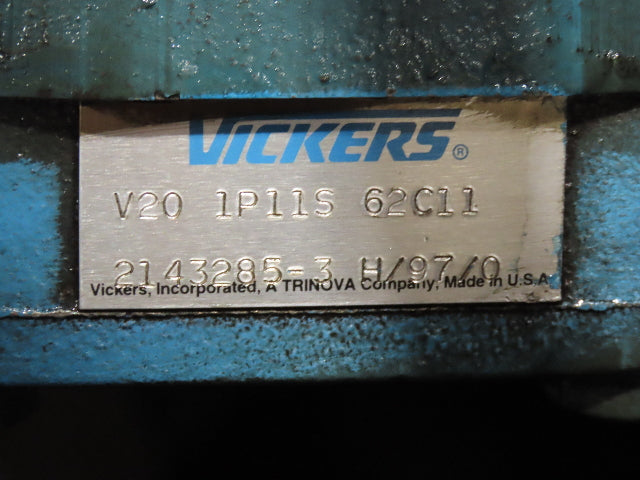 VICKERS ®
V20 1P11S 62C11
2143285-3 H/97/0
Vickers, Incorporated, A TRINOVA Company, Made in U.S.A.